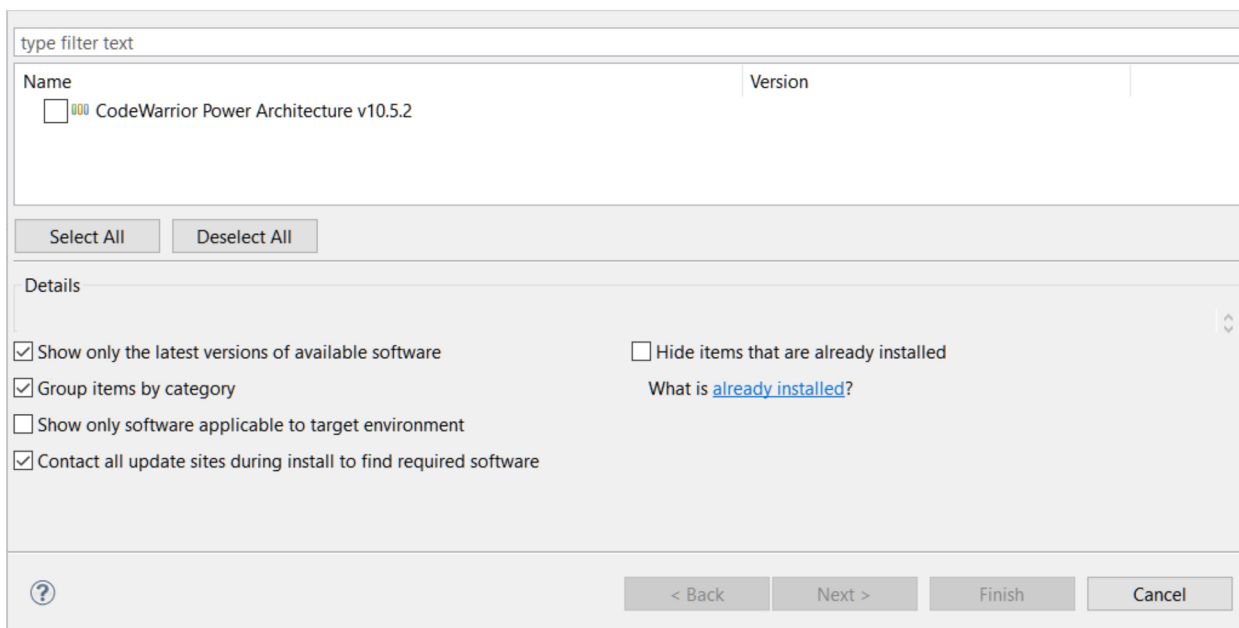 type filter text
Name Version
CodeWarrior Power Architecture v10.5.2
Select All Deselect All
Details
Show only the latest versions of available software Hide items that are already installed
Group items by category What is already installed?
Show only software applicable to target environment
Contact all update sites during install to find required software
? < Back Next > Finish Cancel